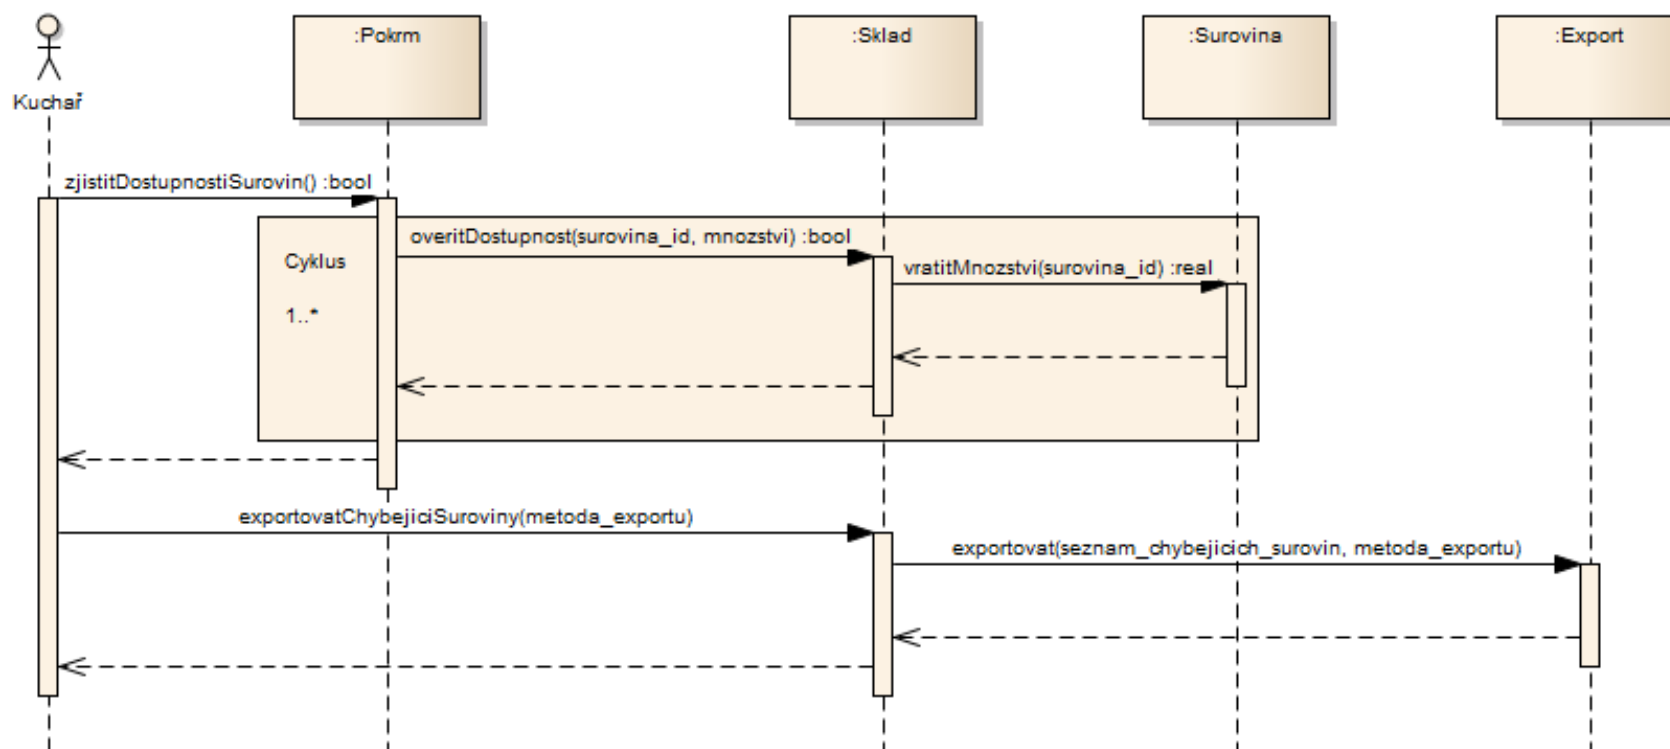 :Pokrm
:Sklad
:Surovina
:Export
Kuchař
zjistitDostupnostiSurovin() :bool
overitDostupnost(surovina_id, mnozstvi) :bool
Cyklus
vratitMnozstvi(surovina_id) :real
1..*
exportovatChybejiciSuroviny(metoda_exportu)
exportovat(seznam_chybejicich_surovin, metoda_exportu)